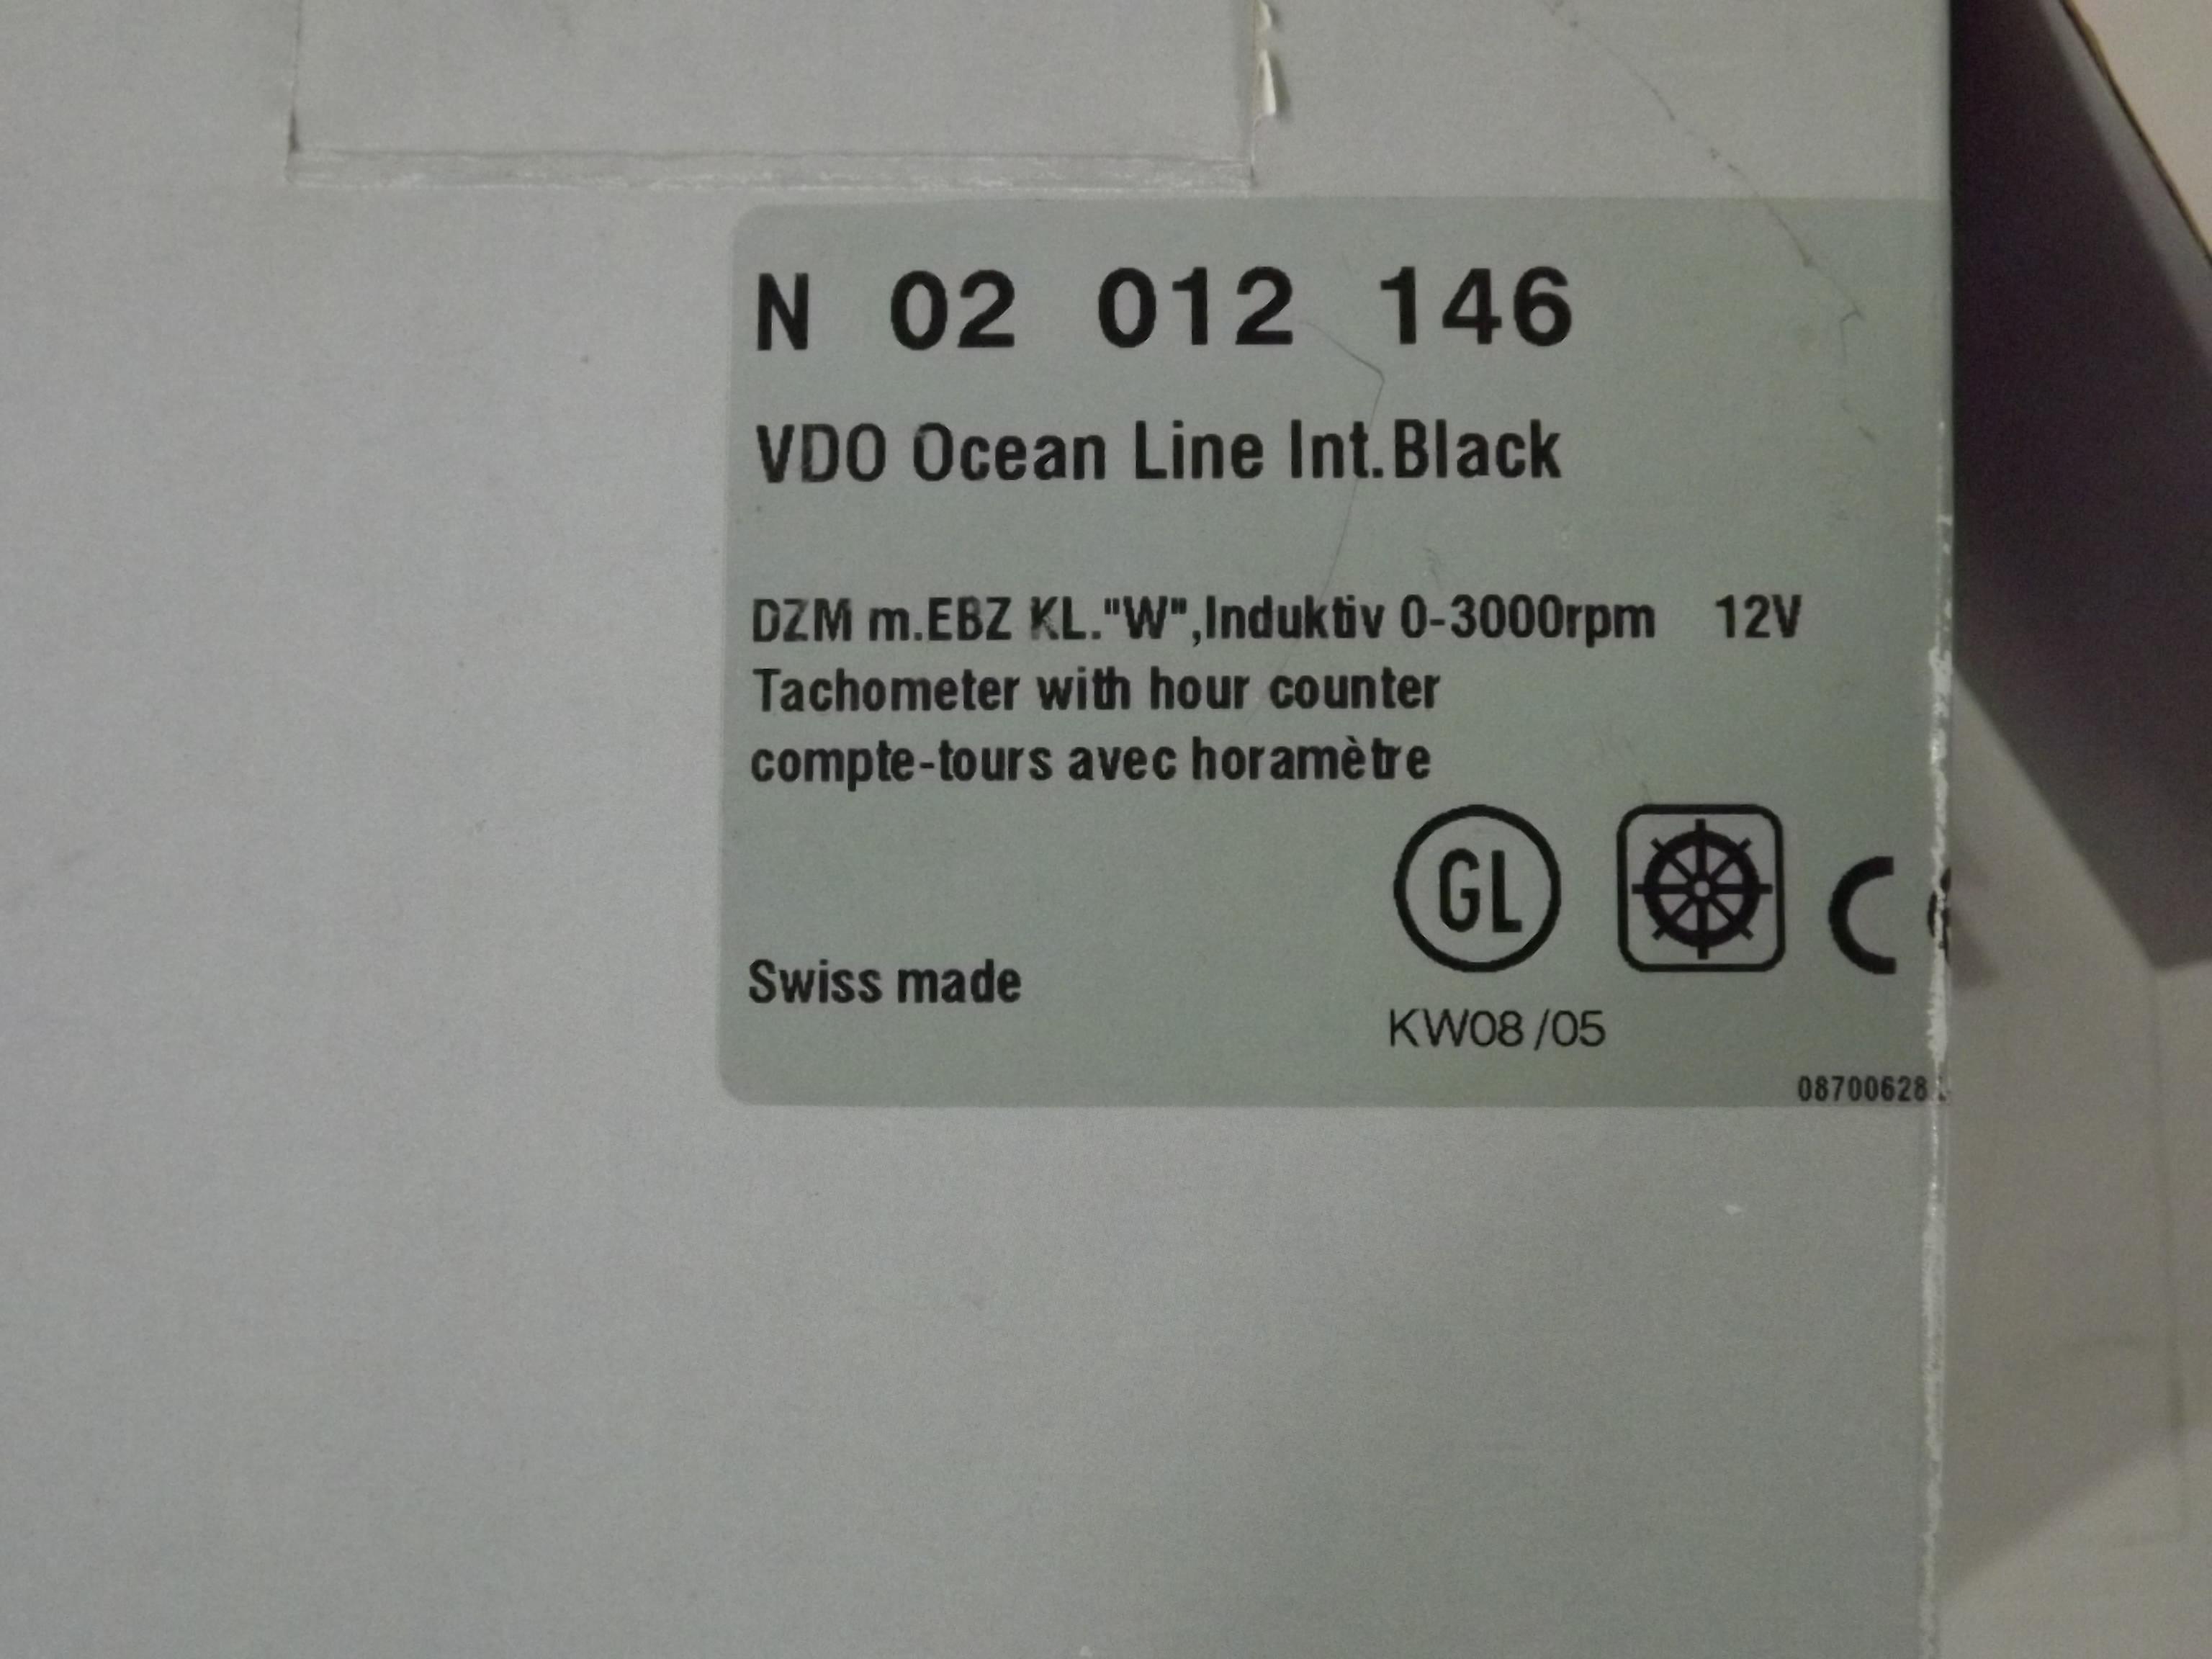 N 02 012 146
VDO Ocean Line Int.Black
DZM m.EBZ KL."W",Induktiv 0-3000rpm 12V
Tachometer with hour counter
compte-tours avec horamètre
GL
Swiss made
KW08/05